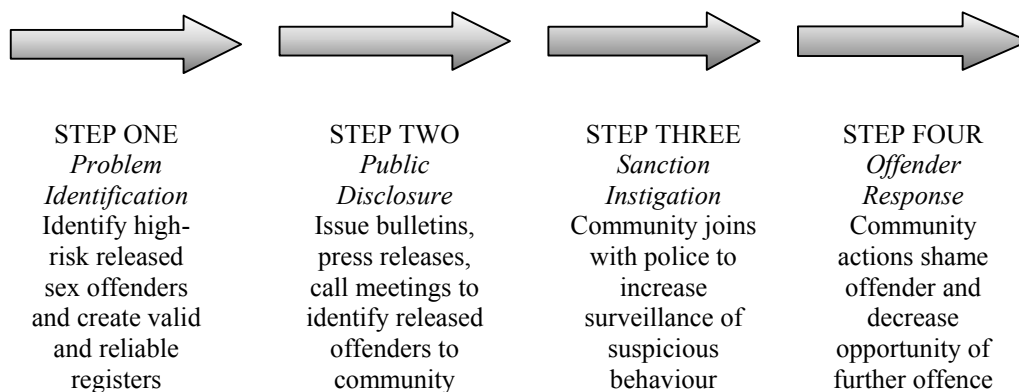 STEP ONE
Problem
Identification
Identify high-
risk released
sex offenders
and create valid
and reliable
registers
STEP TWO
Public
Disclosure
Issue bulletins,
press releases,
call meetings to
identify released
offenders to
community
STEP THREE
Sanction
Instigation
Community joins
with police to
increase
surveillance of
suspicious
behaviour
STEP FOUR
Offender
Response
Community
actions shame
offender and
decrease
opportunity of
further offence